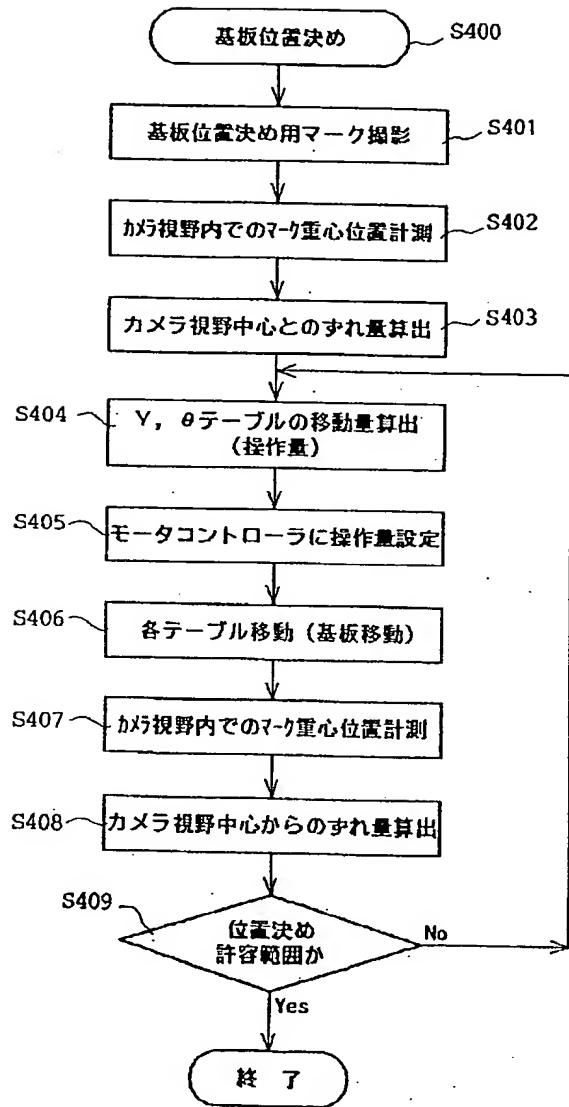 基板位置決め
S400
基板位置決め用マーク撮影
S401
カメラ視野内でのマーク重心位置計測
S402
カメラ視野中心とのずれ量算出
S403
S404
Y，θテーブルの移動量算出
(操作量)
S405
モータコントローラに操作量設定
S406
各テーブル移動(基板移動)
S407
カメラ視野内でのマーク重心位置計測
S408
カメラ視野中心からのずれ量算出
S409
位置決め
許容範囲か
No
Yes
終 了